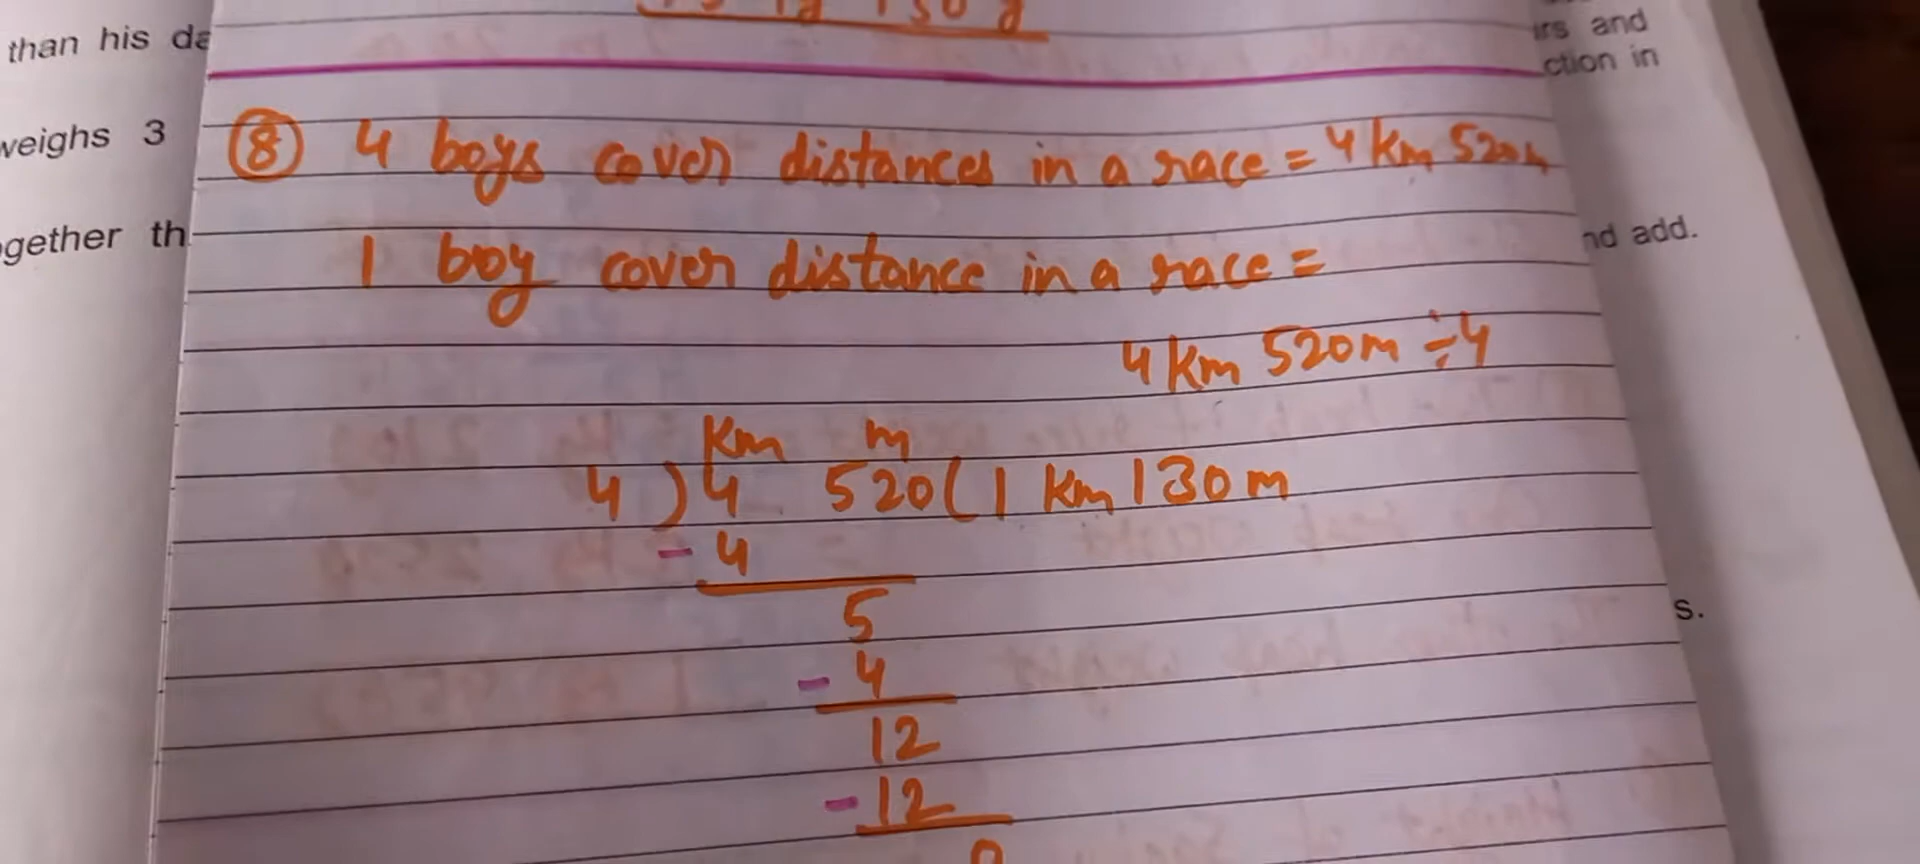 than his
irs and
ction in
weighs 3
⑧ 4 boys cover distances in a race = 4 km 520m
gether th
nd add.
1 boy cover distance in a race =
4 Km 520m ÷ 4
Km m
4 ) 4 520 ( 1 Km 130 m
- 4
5
s.
- 4
12
- 12
0